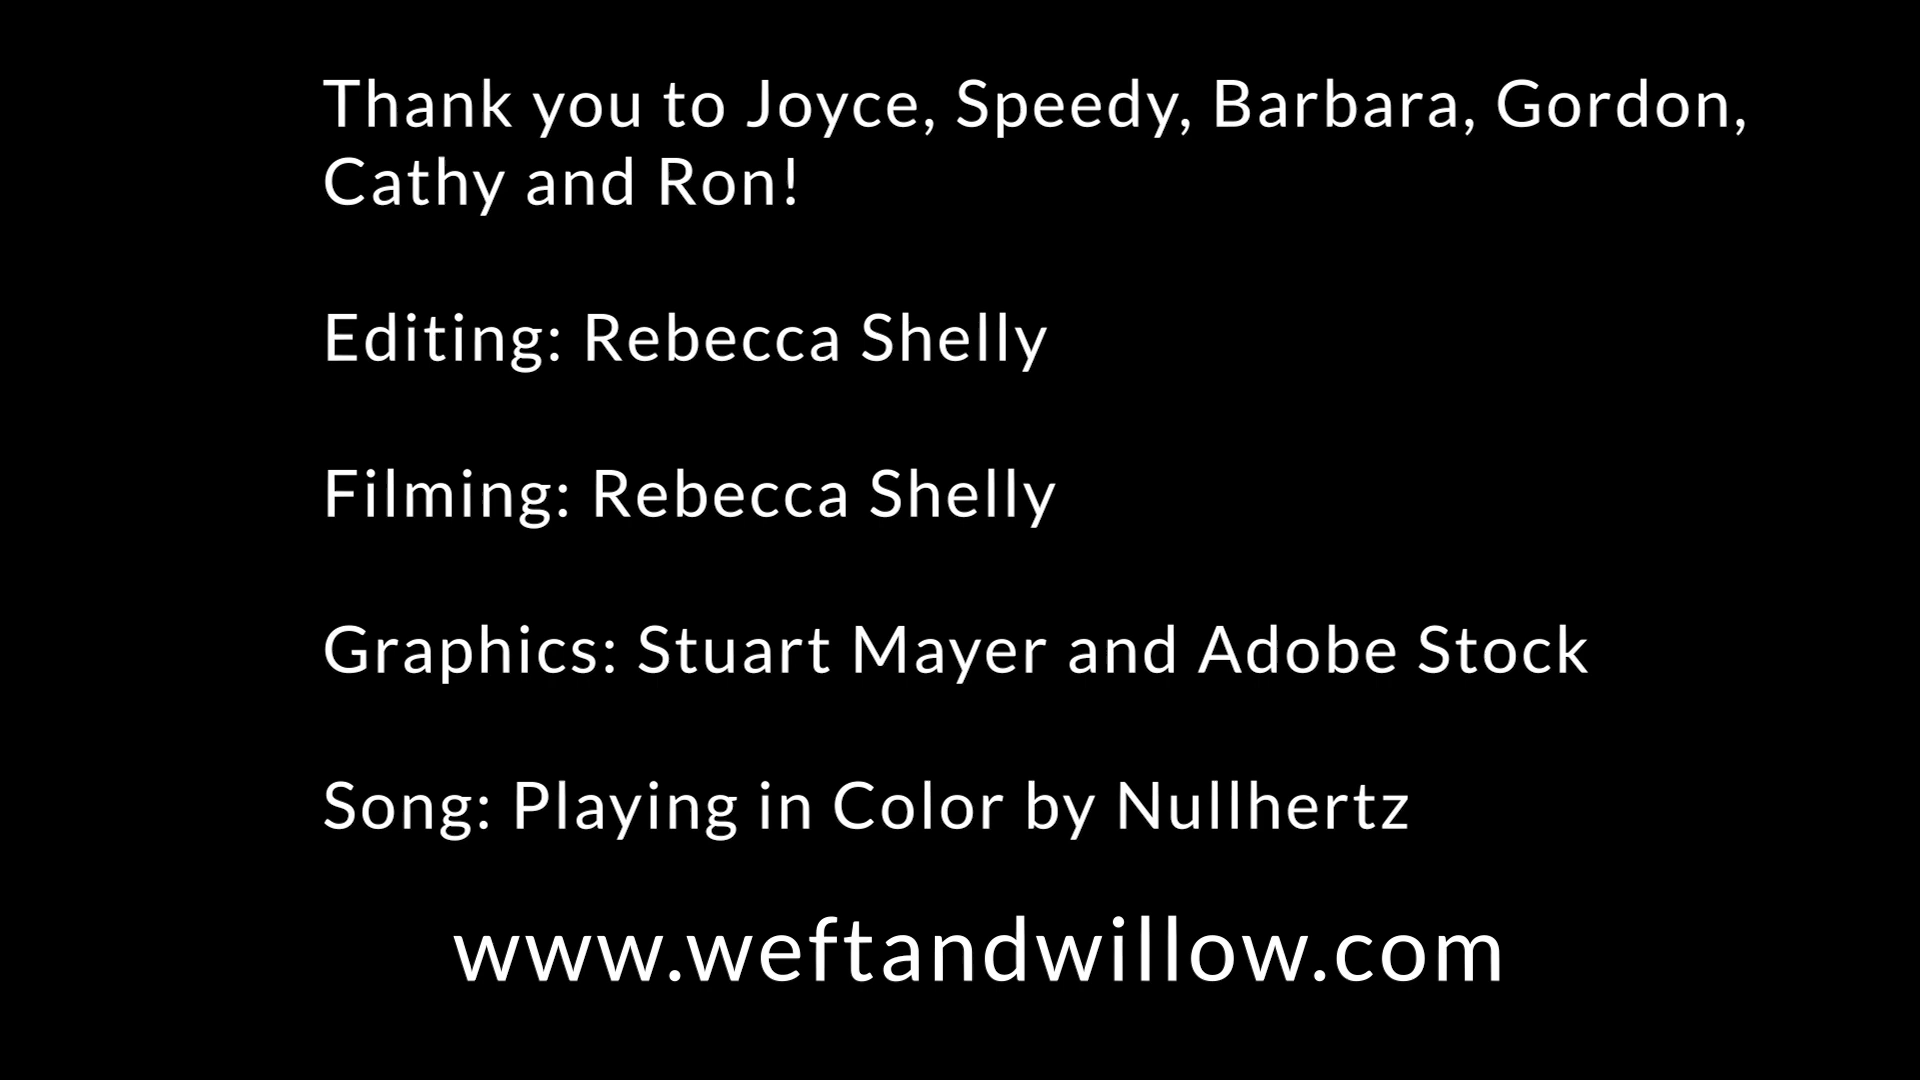 Thank you to Joyce, Speedy, Barbara, Gordon,
Cathy and Ron!
Editing: Rebecca Shelly
Filming: Rebecca Shelly
Graphics: Stuart Mayer and Adobe Stock
Song: Playing in Color by Nullhertz
www.weftandwillow.com